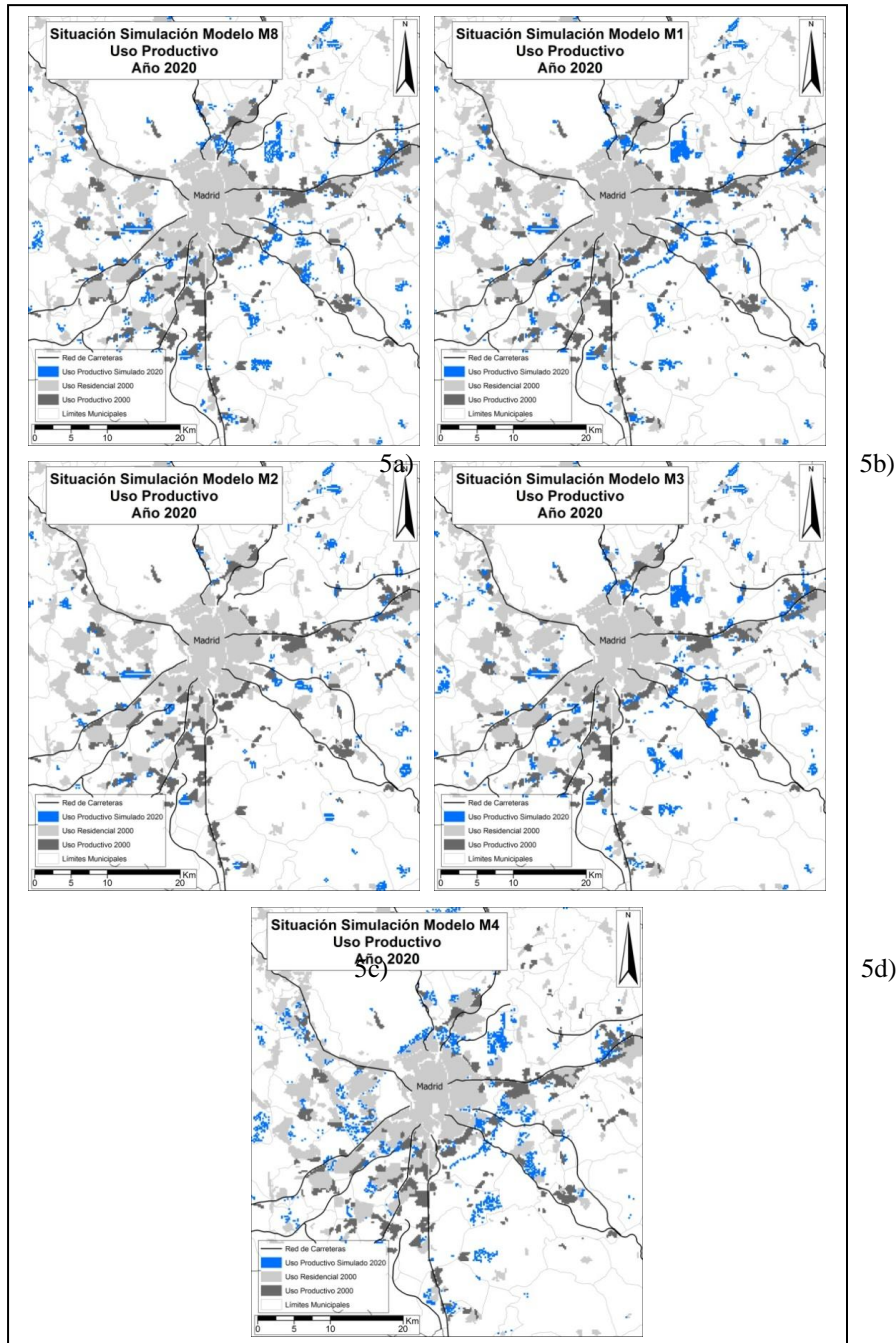 Situación Simulación Modelo M8
Uso Productivo
Año 2020
N
Madrid
Red de Carreteras
Uso Productivo Simulado 2020
Uso Residencial 2000
Uso Productivo 2000
Límites Municipales
Km
0 5 10 20
Situación Simulación Modelo M1
Uso Productivo
Año 2020
N
Madrid
Red de Carreteras
Uso Productivo Simulado 2020
Uso Residencial 2000
Uso Productivo 2000
Límites Municipales
Km
0 5 10 20
5a)
5b)
Situación Simulación Modelo M2
Uso Productivo
Año 2020
N
Madrid
Red de Carreteras
Uso Productivo Simulado 2020
Uso Residencial 2000
Uso Productivo 2000
Límites Municipales
Km
0 5 10 20
Situación Simulación Modelo M3
Uso Productivo
Año 2020
N
Madrid
Red de Carreteras
Uso Productivo Simulado 2020
Uso Residencial 2000
Uso Productivo 2000
Límites Municipales
Km
0 5 10 20
Situación Simulación Modelo M4
Uso Productivo
Año 2020
5c)
5d)
N
Madrid
Red de Carreteras
Uso Productivo Simulado 2020
Uso Residencial 2000
Uso Productivo 2000
Límites Municipales
Km
0 5 10 20